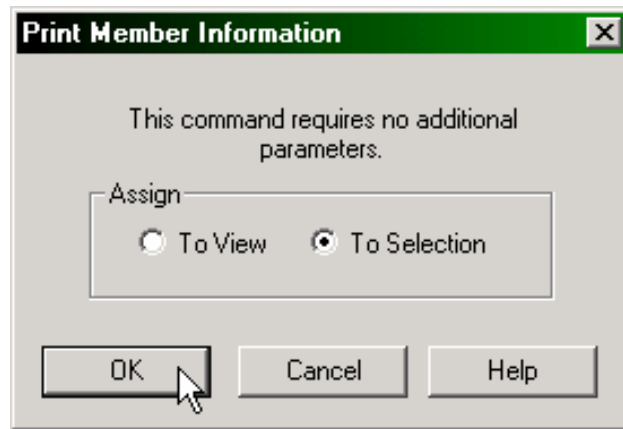 Print Member Information
This command requires no additional
parameters.
Assign
To View To Selection
OK Cancel Help